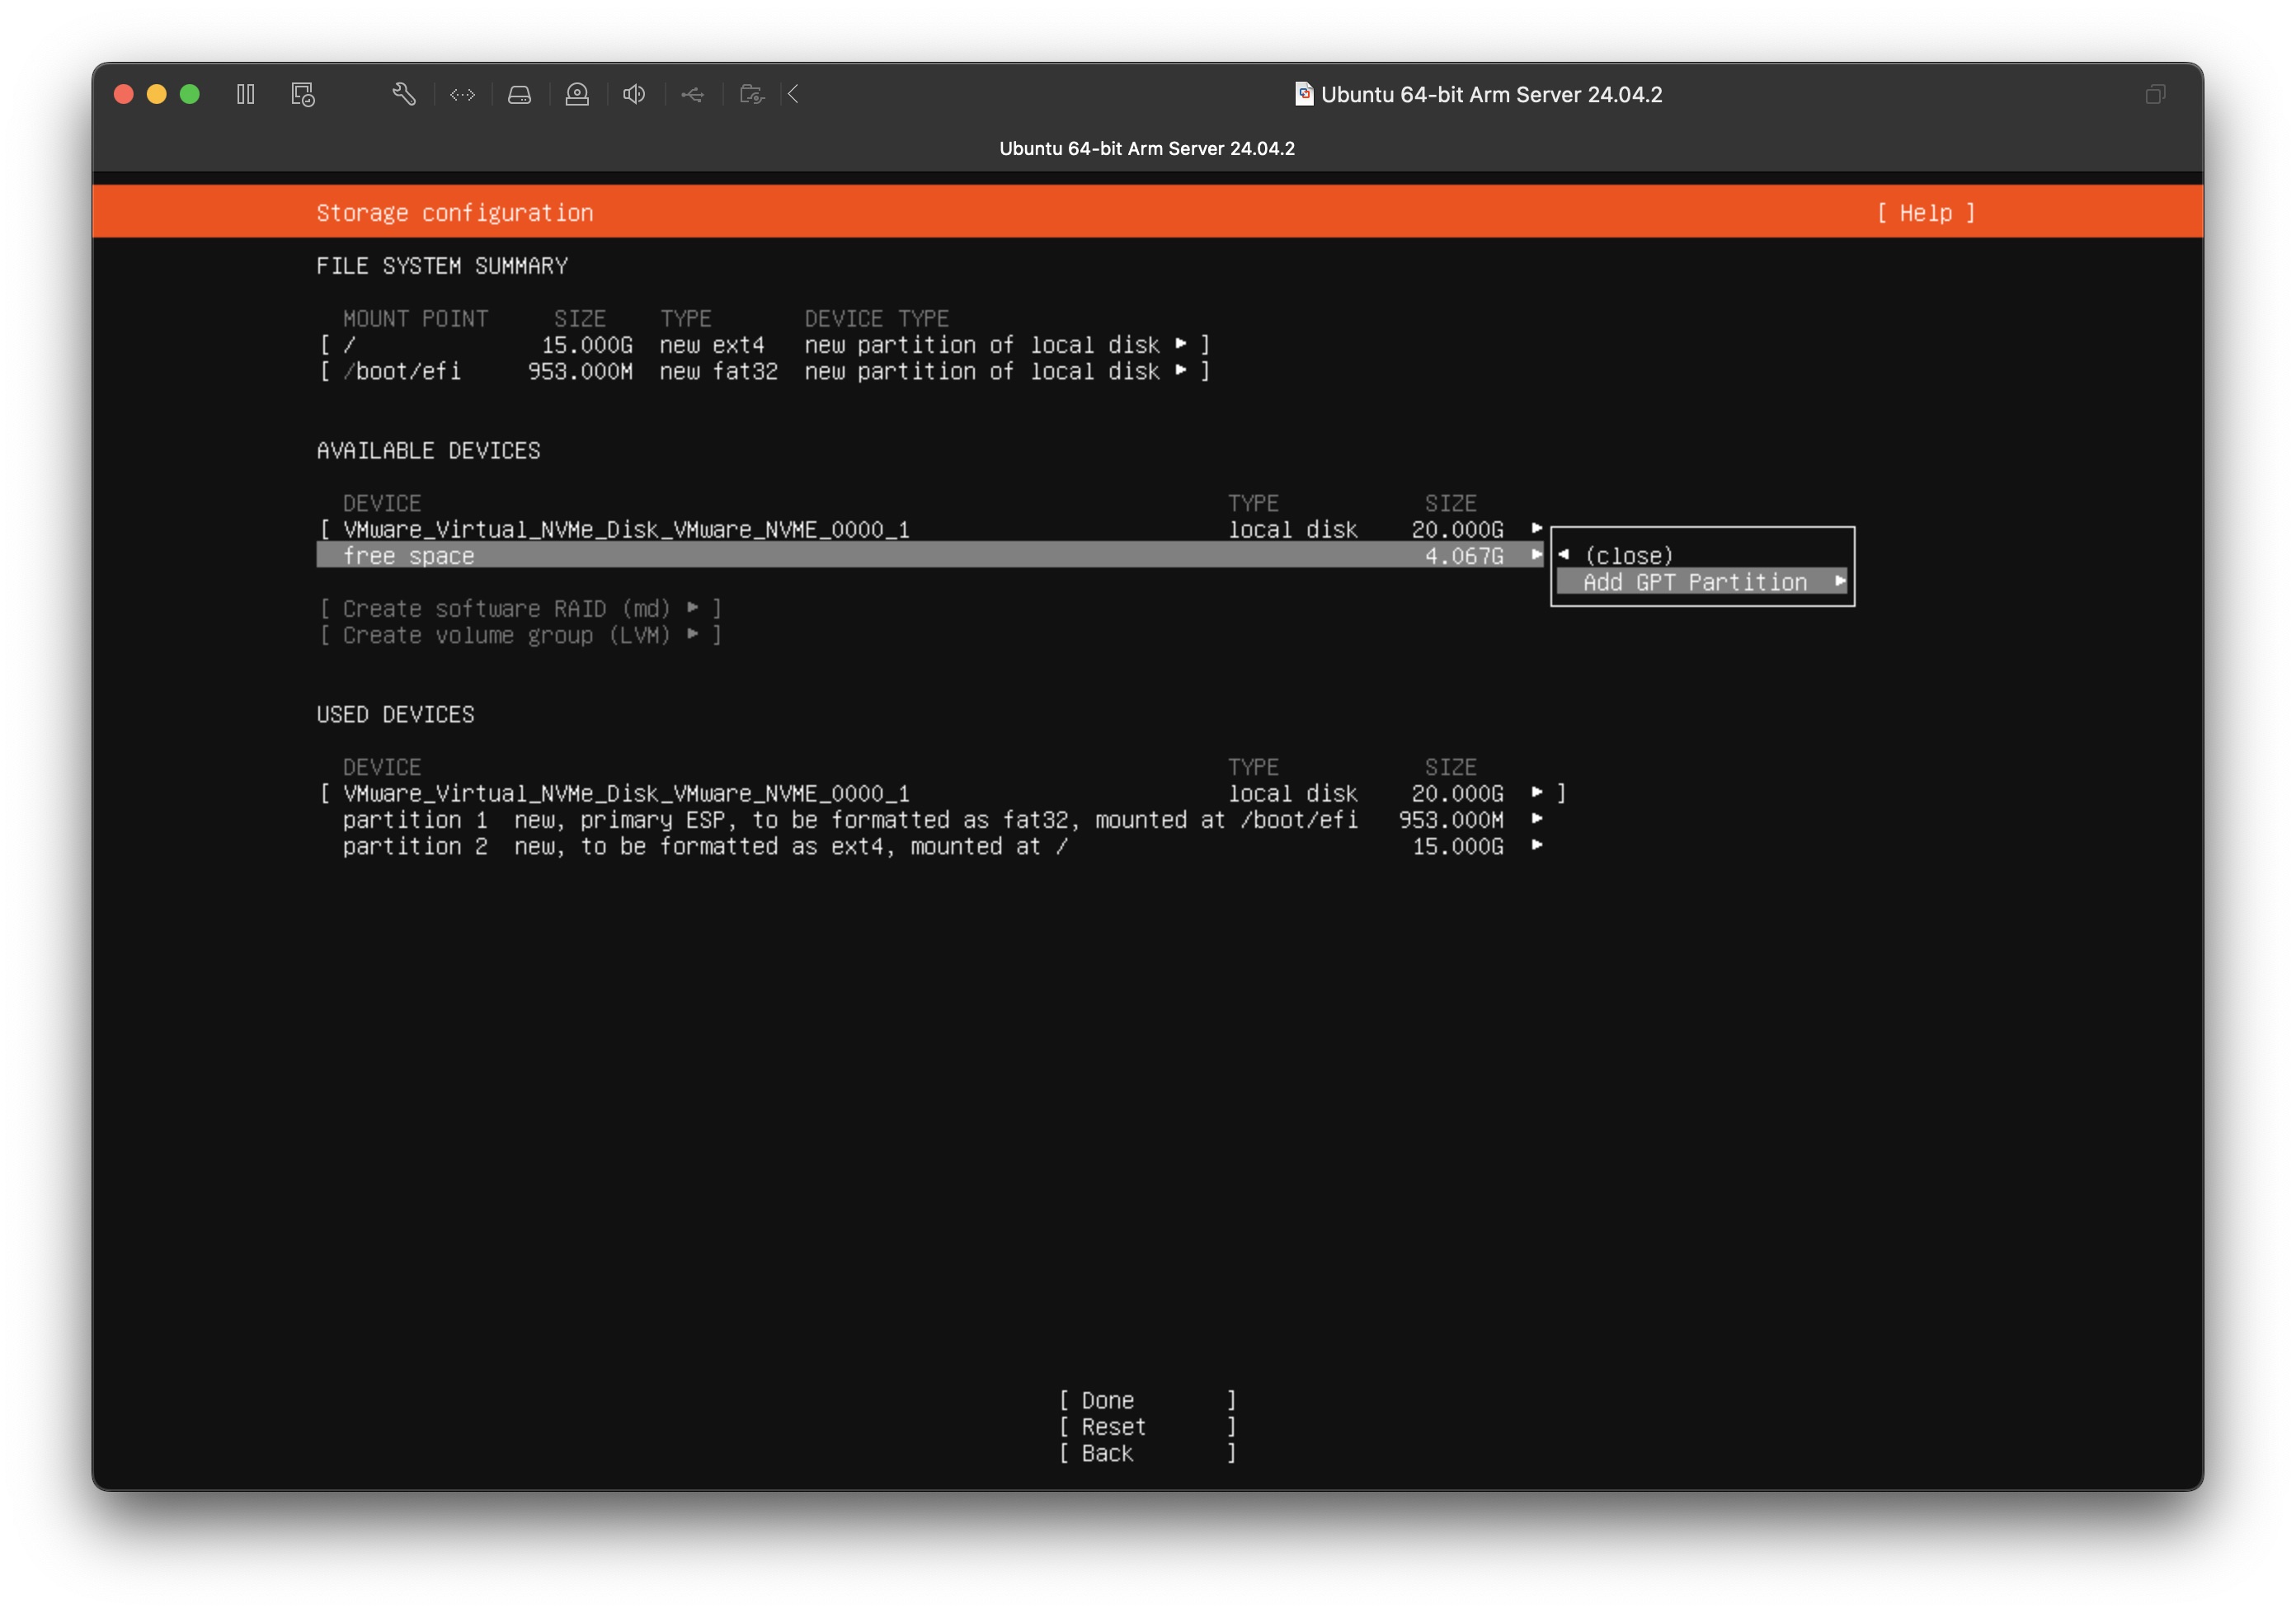 Ubuntu 64-bit Arm Server 24.04.2
Ubuntu 64-bit Arm Server 24.04.2
Storage configuration [ Help ]
FILE SYSTEM SUMMARY
MOUNT POINT SIZE TYPE DEVICE TYPE
[ / 15.000G new ext4 new partition of local disk ▸ ]
[ /boot/efi 953.000M new fat32 new partition of local disk ▸ ]
AVAILABLE DEVICES
DEVICE TYPE SIZE
[ VMware_Virtual_NVMe_Disk_VMware_NVME_0000_1 local disk 20.000G ▸
free space 4.067G ▸ ◂ (close)
Add GPT Partition ▸
[ Create software RAID (md) ▸ ]
[ Create volume group (LVM) ▸ ]
USED DEVICES
DEVICE TYPE SIZE
[ VMware_Virtual_NVMe_Disk_VMware_NVME_0000_1 local disk 20.000G ▸ ]
partition 1 new, primary ESP, to be formatted as fat32, mounted at /boot/efi 953.000M ▸
partition 2 new, to be formatted as ext4, mounted at / 15.000G ▸
[ Done ]
[ Reset ]
[ Back ]